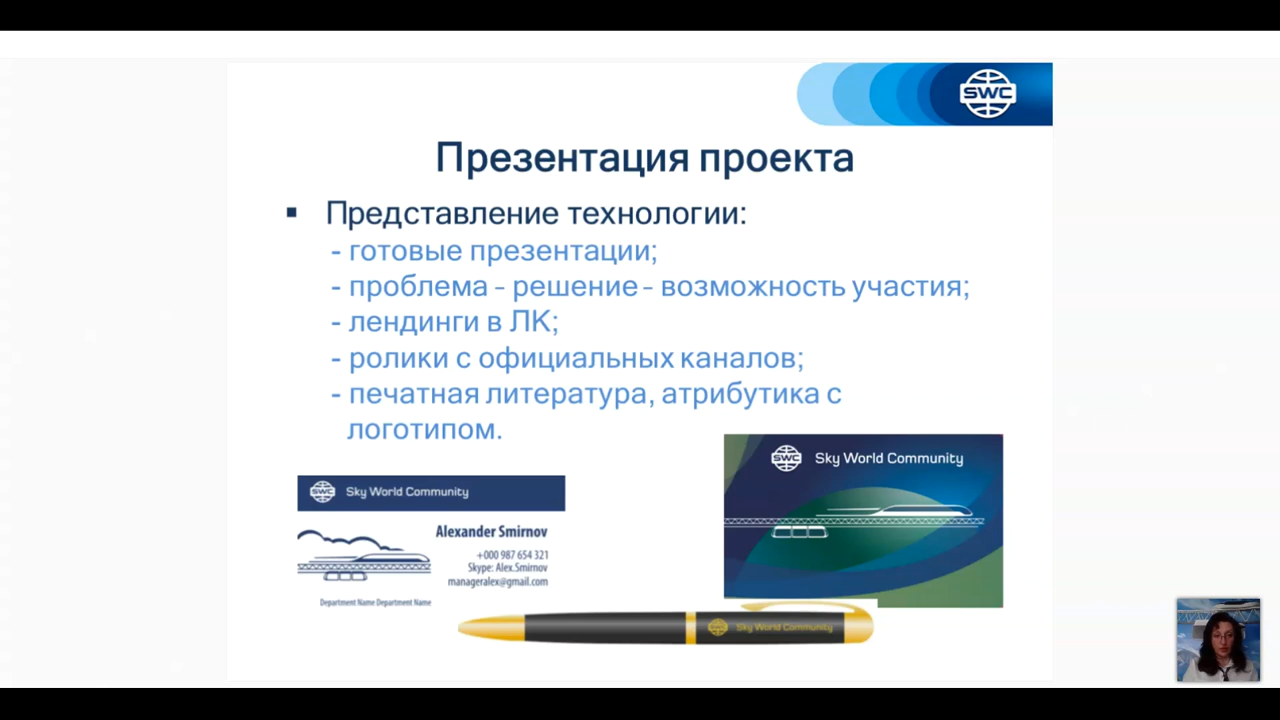 SWC
Презентация проекта
▪ Представление технологии:
- готовые презентации;
- проблема – решение – возможность участия;
- лендинги в ЛК;
- ролики с официальных каналов;
- печатная литература, атрибутика с
логотипом.
SWC Sky World Community
SWC Sky World Community
Alexander Smirnov
+000 987 654 321
Skype: Alex.Smirnov
manageralex@gmail.com
Department Name Department Name
SWC Sky World Community